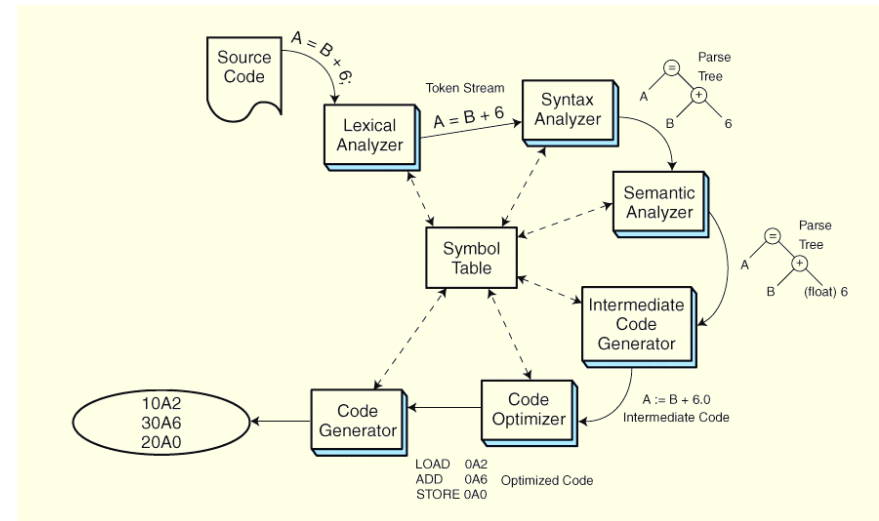 Source
Code
A = B + 6;
Lexical
Analyzer
Token Stream
A = B + 6
Syntax
Analyzer
Parse
Tree
=
A
+
B
6
Semantic
Analyzer
Parse
Tree
=
A
+
B
(float) 6
Symbol
Table
Intermediate
Code
Generator
A := B + 6.0
Intermediate Code
Code
Optimizer
LOAD 0A2
ADD 0A6
STORE 0A0
Optimized Code
Code
Generator
10A2
30A6
20A0